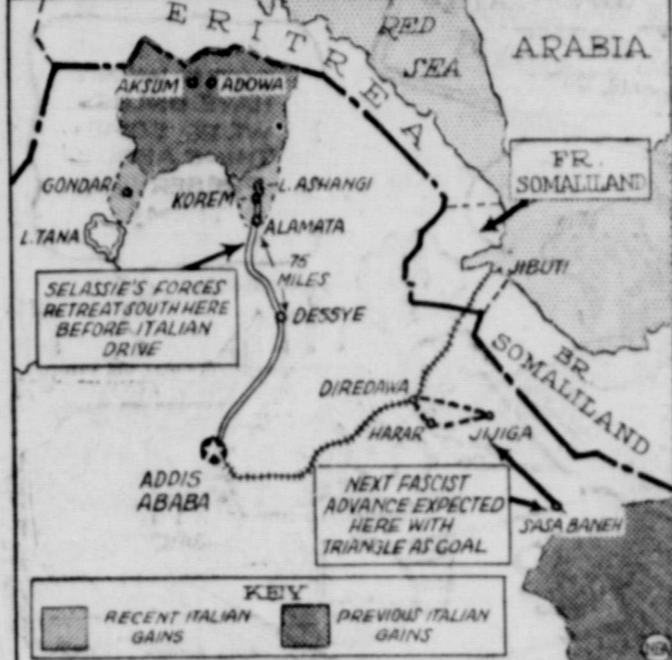 ERITREA
RED
SEA
ARABIA
AKSUM
ADOWA
FR.
SOMALILAND
GONDARI
L. ASHANGI
KOREM
ALAMATA
L. TANA
75
MILES
JIBUTI
SELASSIE'S FORCES
RETREAT SOUTH HERE
BEFORE ITALIAN
DRIVE
DESSYE
BR.
SOMALILAND
DIREDAWA
HARAR
JIJIGA
ADDIS
ABABA
NEXT FASCIST
ADVANCE EXPECTED
HERE WITH
TRIANGLE AS GOAL
SASA BANEH
KEY
RECENT ITALIAN
GAINS
PREVIOUS ITALIAN
GAINS